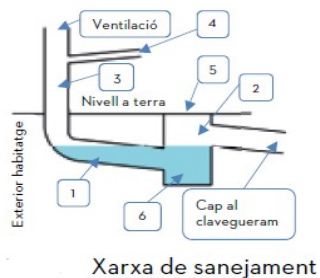 Ventilació
4
3
5
2
Nivell a terra
Exterior habitatge
1
6
Cap al
clavegueram
Xarxa de sanejament